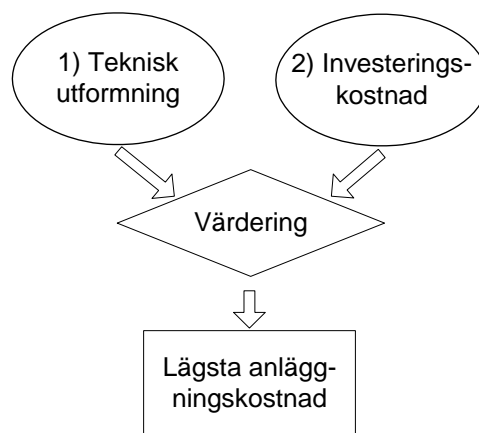 1) Teknisk
utformning
2) Investerings-
kostnad
Värdering
Lägsta anlägg-
ningskostnad